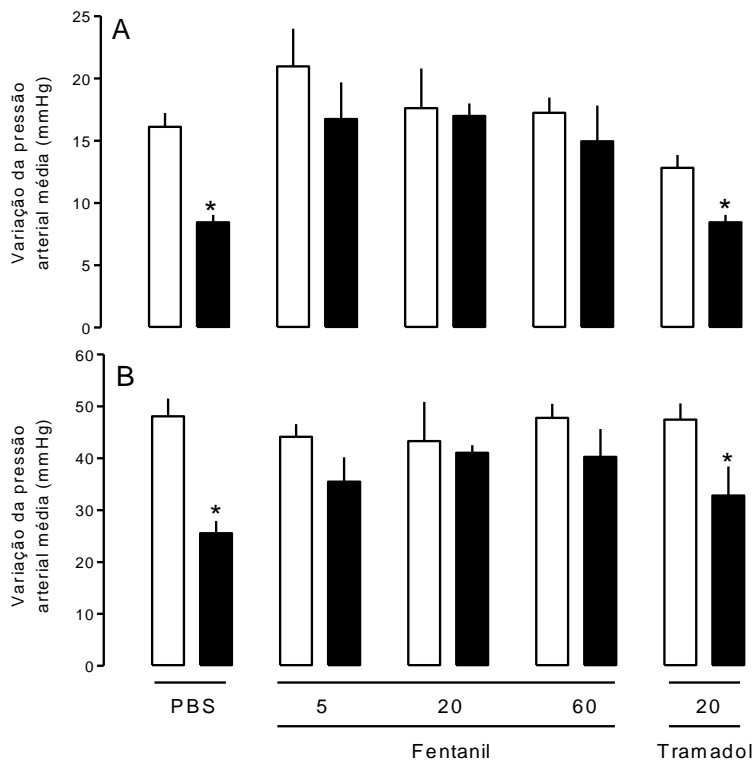 A
Variação da pressão
arterial média (mmHg)
25
20
15
10
5
0
*
*
B
Variação da pressão
arterial média (mmHg)
60
50
40
30
20
10
0
*
*
PBS 5 20 60 20
Fentanil Tramadol